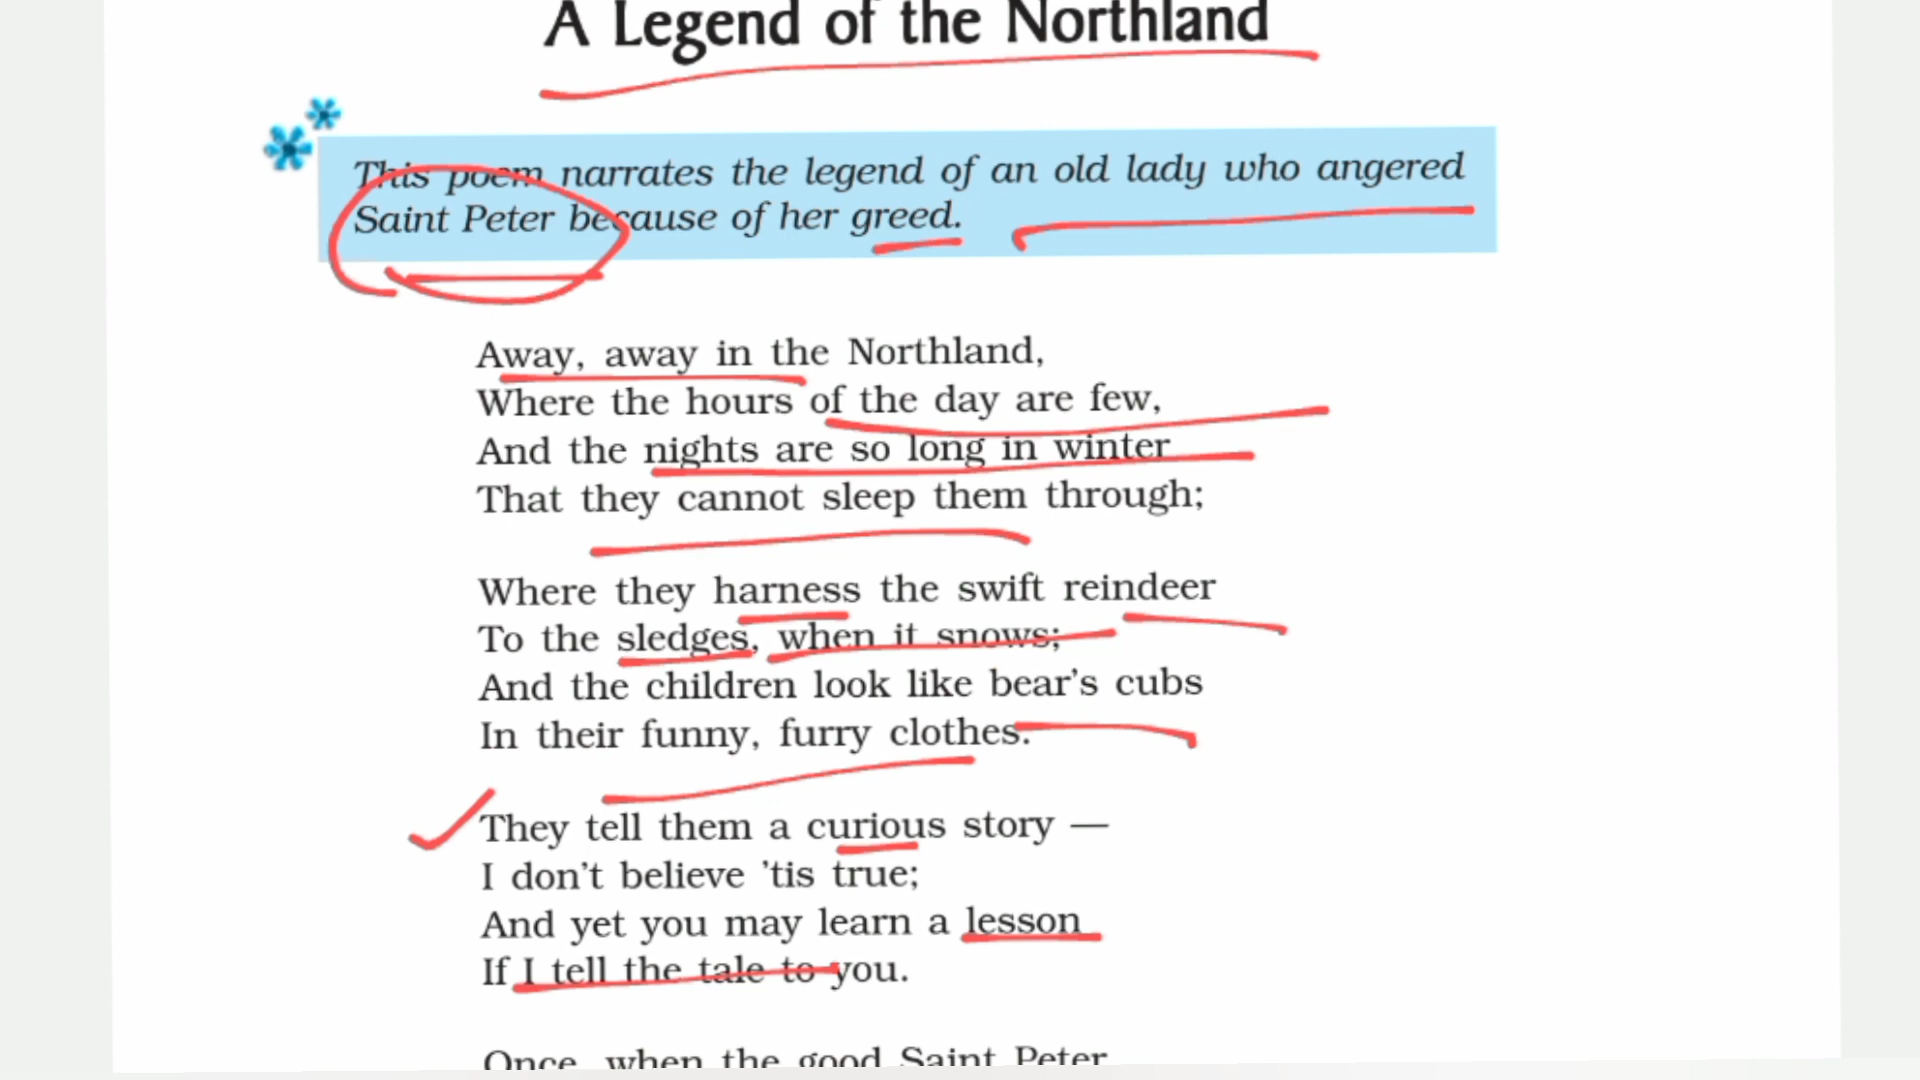 A Legend of the Northland
This poem narrates the legend of an old lady who angered
Saint Peter because of her greed.
Away, away in the Northland,
Where the hours of the day are few,
And the nights are so long in winter
That they cannot sleep them through;
Where they harness the swift reindeer
To the sledges, when it snows;
And the children look like bear's cubs
In their funny, furry clothes.
They tell them a curious story —
I don't believe 'tis true;
And yet you may learn a lesson
If I tell the tale to you.
Once, when the good Saint Peter